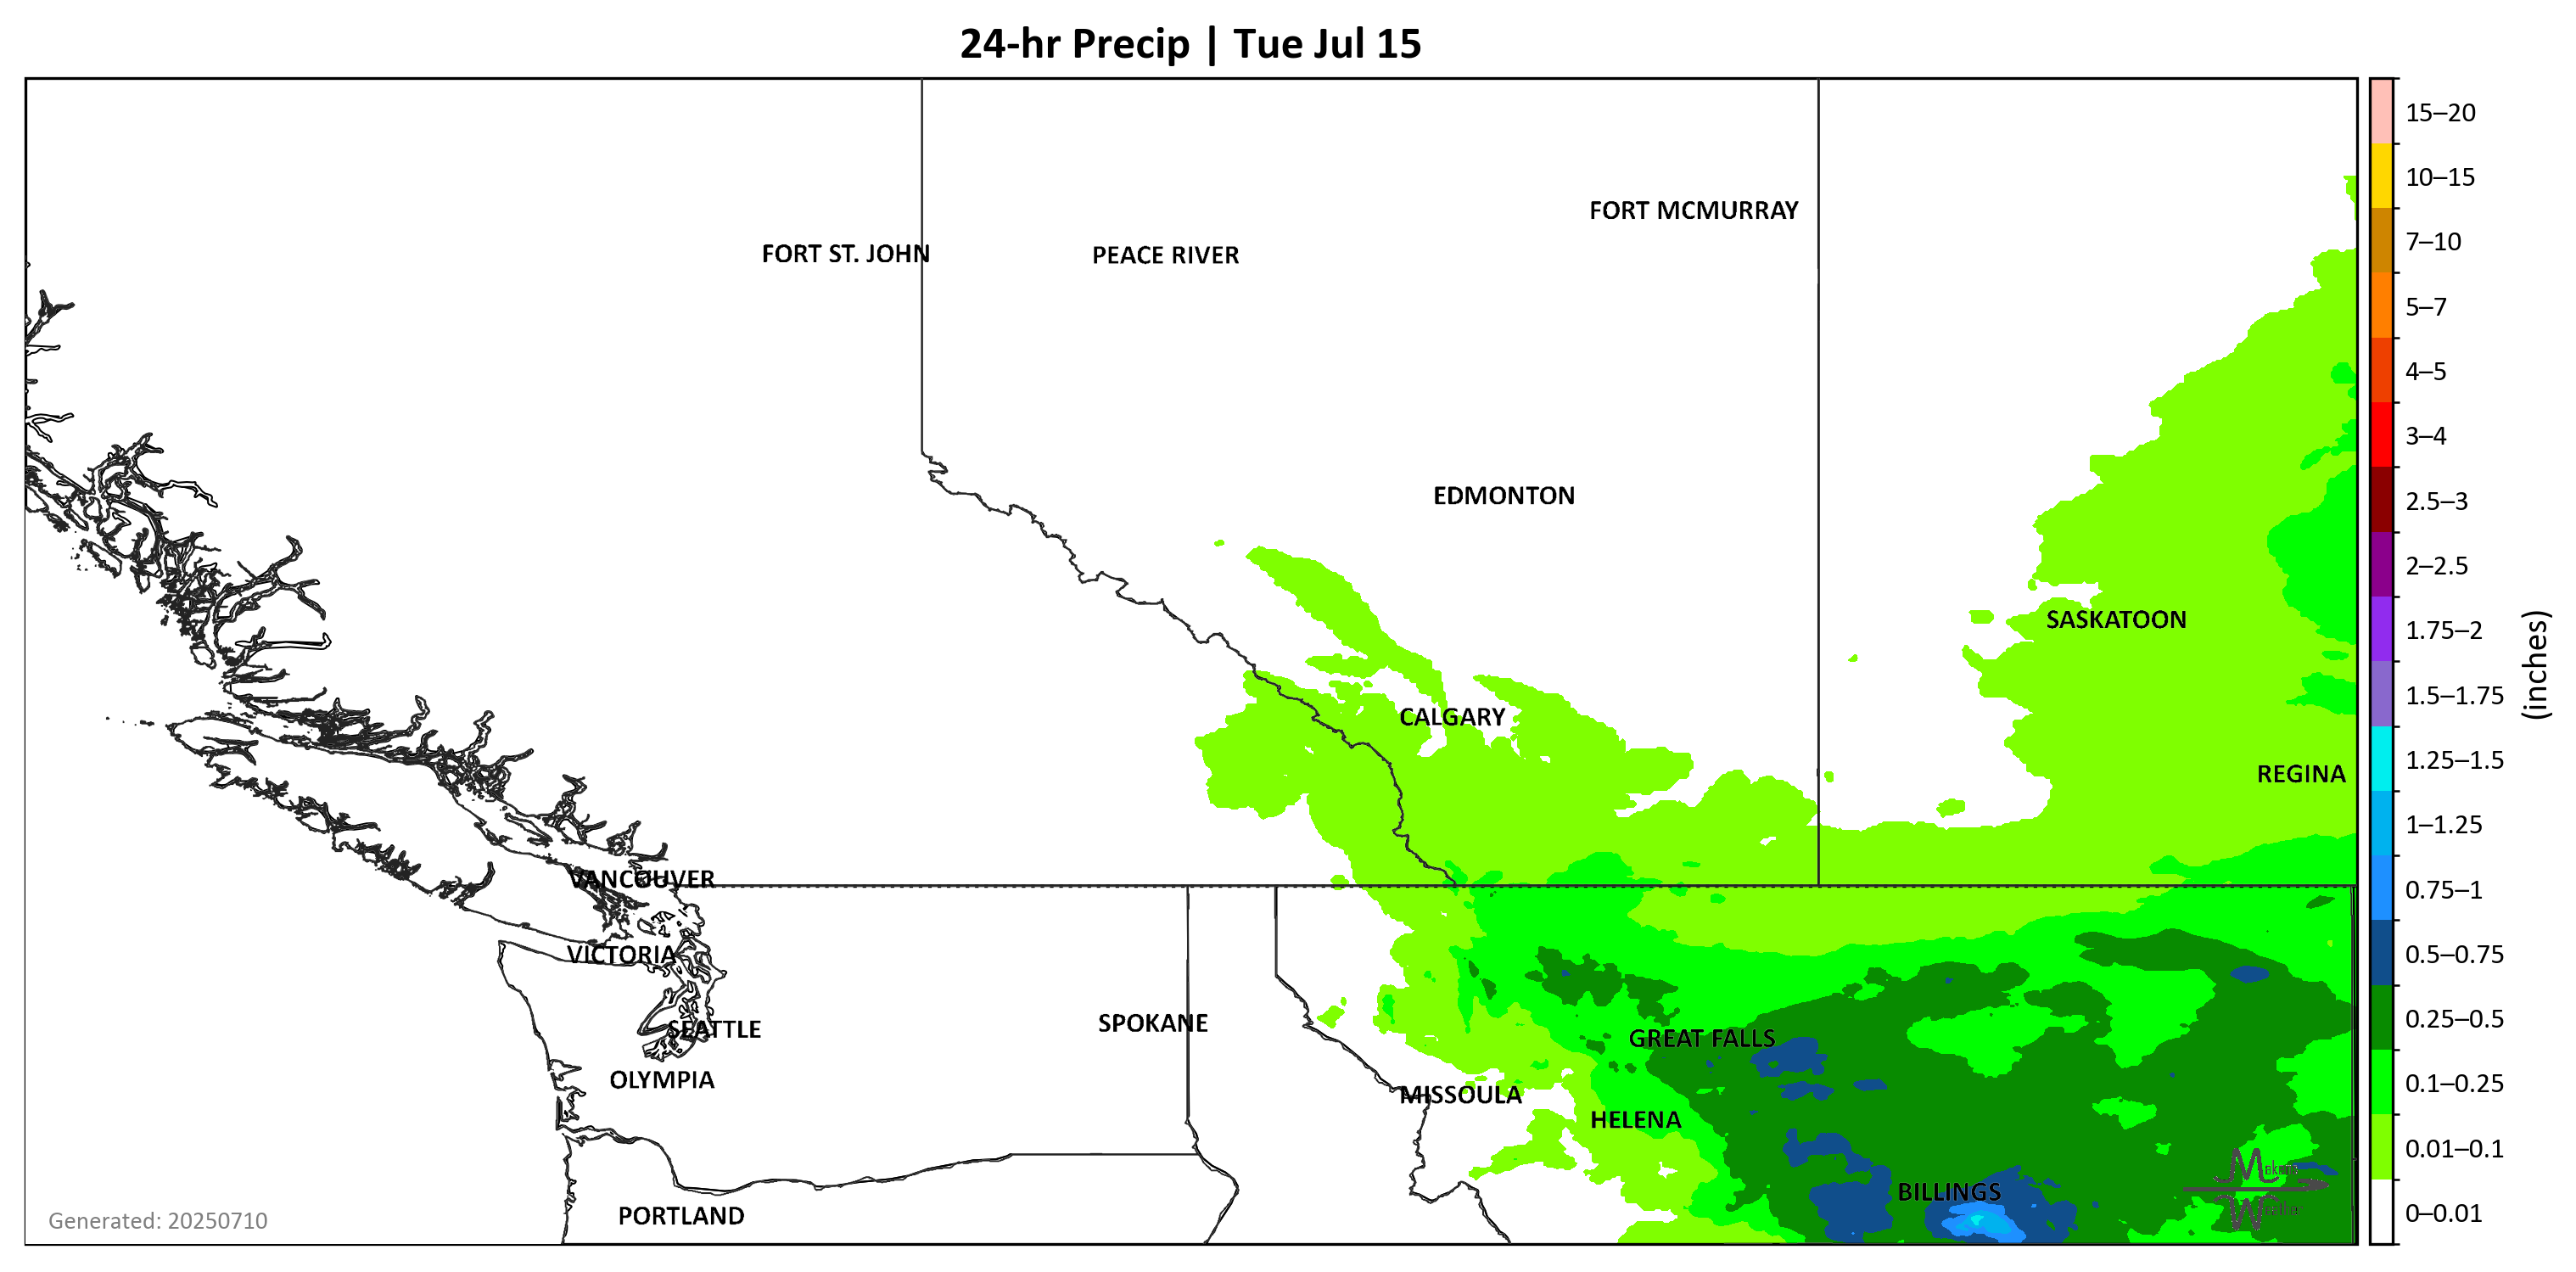 24-hr Precip | Tue Jul 15
FORT MCMURRAY
FORT ST. JOHN
PEACE RIVER
EDMONTON
SASKATOON
CALGARY
REGINA
VANCOUVER
VICTORIA
SPOKANE
SEATTLE
GREAT FALLS
OLYMPIA
MISSOULA
HELENA
BILLINGS
PORTLAND
Generated: 20250710
15–20
10–15
7–10
5–7
4–5
3–4
2.5–3
2–2.5
1.75–2
1.5–1.75
1.25–1.5
1–1.25
0.75–1
0.5–0.75
0.25–0.5
0.1–0.25
0.01–0.1
0–0.01
(inches)